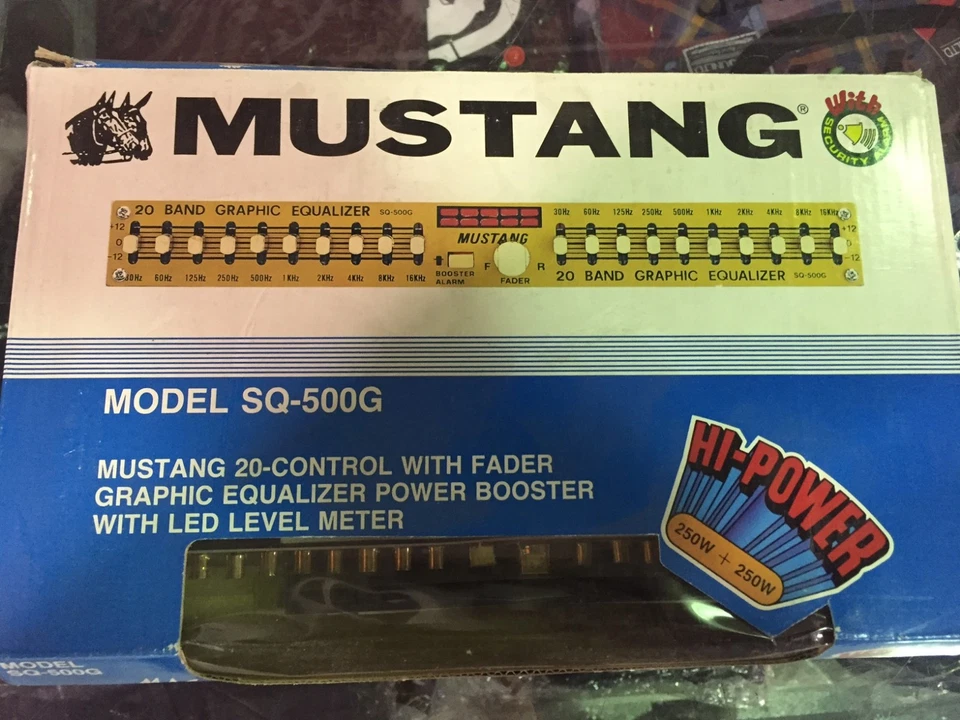 MUSTANG®
With
SECURITY ALARM
20 BAND GRAPHIC EQUALIZER SQ-500G
+12
0
-12
30Hz 60Hz 125Hz 250Hz 500Hz 1KHz 2KHz 4KHz 8KHz 16KHz
MUSTANG
BOOSTER
ALARM
F R
FADER
30Hz 60Hz 125Hz 250Hz 500Hz 1KHz 2KHz 4KHz 8KHz 16KHz
+12
0
-12
20 BAND GRAPHIC EQUALIZER SQ-500G
MODEL SQ-500G
MUSTANG 20-CONTROL WITH FADER
GRAPHIC EQUALIZER POWER BOOSTER
WITH LED LEVEL METER
HI-POWER
250W + 250W
MODEL
SQ-500G